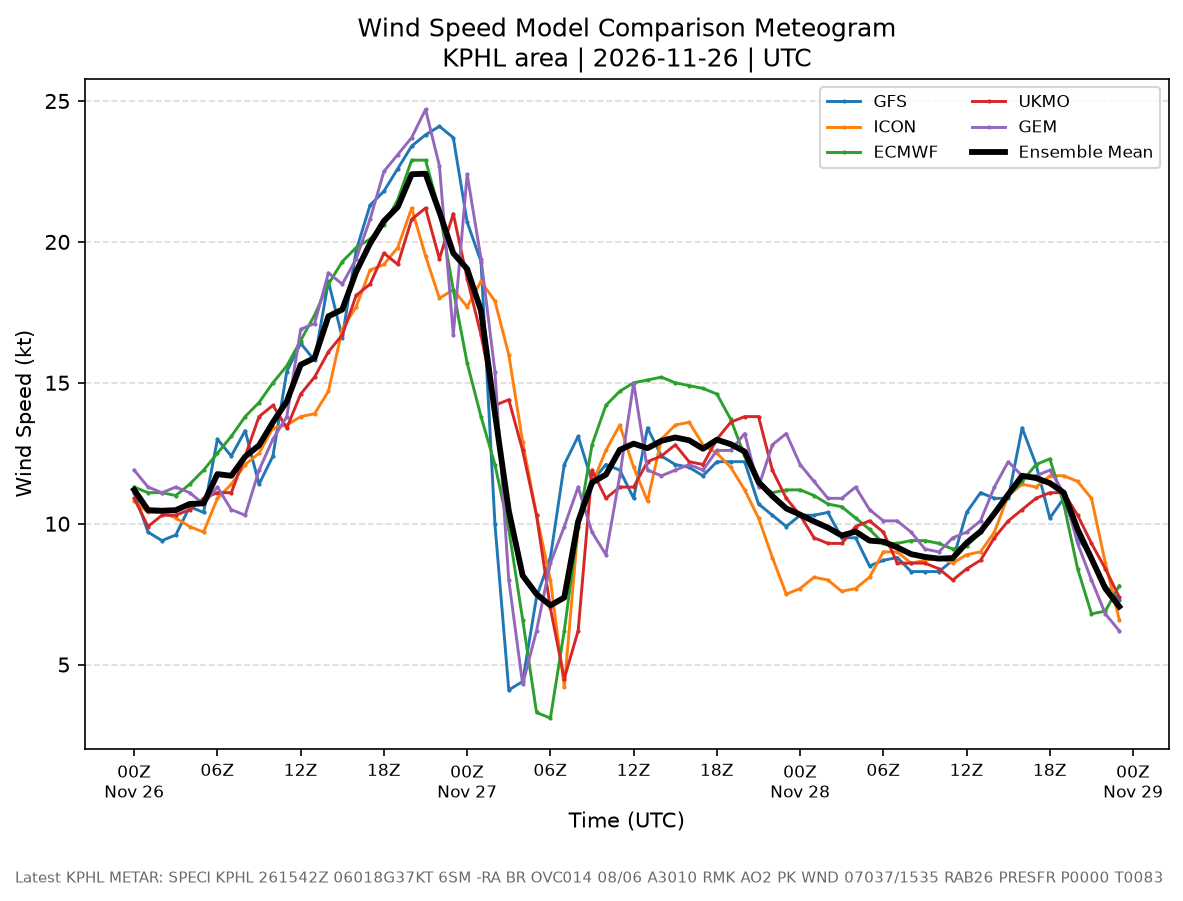 Wind Speed Model Comparison Meteogram
KPHL area | 2026-11-26 | UTC
GFS
ICON
ECMWF
UKMO
GEM
Ensemble Mean
Wind Speed (kt)
25
20
15
10
5
00Z 06Z 12Z 18Z 00Z 06Z 12Z 18Z 00Z 06Z 12Z 18Z 00Z
Nov 26 Nov 27 Nov 28 Nov 29
Time (UTC)
Latest KPHL METAR: SPECI KPHL 261542Z 06018G37KT 6SM -RA BR OVC014 08/06 A3010 RMK AO2 PK WND 07037/1535 RAB26 PRESFR P0000 T0083